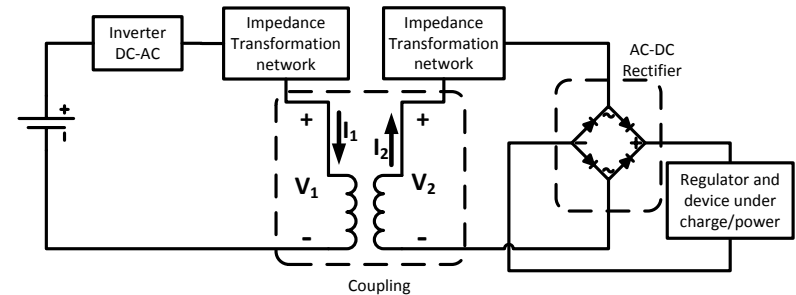 Inverter
DC-AC
Impedance
Transformation
network
Impedance
Transformation
network
AC-DC
Rectifier
+
-
+
I1
I2
+
V1
V2
-
-
~
-
+
~
Regulator and
device under
charge/power
Coupling